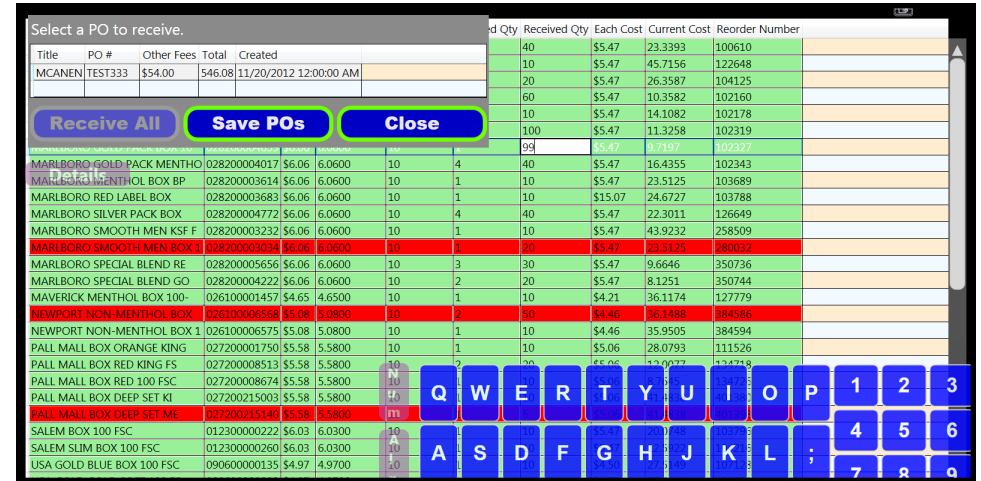 Select a PO to receive.
Title PO # Other Fees Total Created
MCANEN TEST333 $54.00 546.08 11/20/2012 12:00:00 AM
Receive All Save POs Close
d Qty Received Qty Each Cost Current Cost Reorder Number
40 $5.47 23.3393 100610
10 $5.47 45.7156 122648
20 $5.47 26.3587 104125
60 $5.47 10.3582 102160
10 $5.47 14.1082 102178
100 $5.47 11.3258 102319
99 $5.47 9.7197 102327
MARLBORO GOLD PACK MENTHO 028200004017 $6.06 6.0600 10 4 40 $5.47 16.4355 102343
Details
MARLBORO MENTHOL BOX BP 028200003614 $6.06 6.0600 10 1 10 $5.47 23.5125 103689
MARLBORO RED LABEL BOX 028200003683 $6.06 6.0600 10 1 10 $15.07 24.6727 103788
MARLBORO SILVER PACK BOX 028200004772 $6.06 6.0600 10 4 40 $5.47 22.3011 126649
MARLBORO SMOOTH MEN KSF F 028200003232 $6.06 6.0600 10 1 10 $5.47 43.9232 258509
MARLBORO SMOOTH MEN BOX 1 028200003034 $6.06 6.0600 10 1 20 $5.47 23.5125 280032
MARLBORO SPECIAL BLEND RE 028200005656 $6.06 6.0600 10 3 30 $5.47 9.6646 350736
MARLBORO SPECIAL BLEND GO 028200004222 $6.06 6.0600 10 2 20 $5.47 8.1251 350744
MAVERICK MENTHOL BOX 100- 026100001457 $4.65 4.6500 10 1 10 $4.21 36.1174 127779
NEWPORT NON-MENTHOL BOX 026100006568 $5.08 5.0800 10 2 50 $4.46 36.1488 384586
NEWPORT NON-MENTHOL BOX 1 026100006575 $5.08 5.0800 10 1 10 $4.46 35.9505 384594
PALL MALL BOX ORANGE KING 027200001750 $5.58 5.5800 10 1 10 $5.06 28.0793 111526
PALL MALL BOX RED KING FS 027200008513 $5.58 5.5800 10 2 20 $5.06 12.0077 134718
PALL MALL BOX RED 100 FSC 027200008674 $5.58 5.5800 10
PALL MALL BOX DEEP SET KI 027200215003 $5.58 5.5800
PALL MALL BOX DEEP SET ME 027200215140 $5.58 5.5800
SALEM BOX 100 FSC 012300000222 $6.03 6.0300 10
SALEM SLIM BOX 100 FSC 012300000260 $6.03 6.0300
USA GOLD BLUE BOX 100 FSC 090600000135 $4.97 4.9700 10
Num Q W E R T Y U I O P 1 2 3
A S D F G H J K L ; 4 5 6
7 8 9